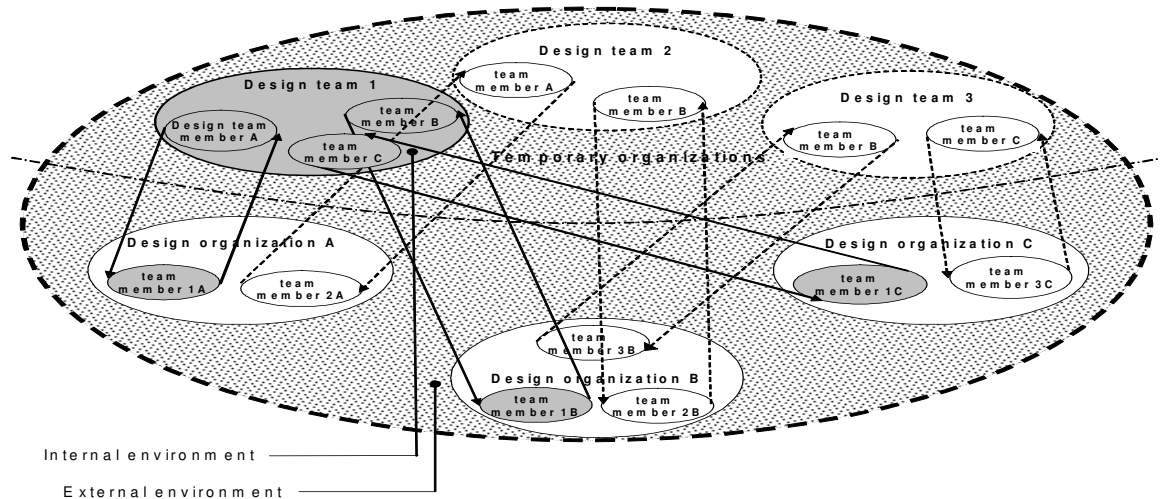 Design team 2
Design team 1
team
member A
Design team 3
team
member B
team
member B
Design team
member A
team
member B
team
member C
team
member C
Temporary organizations
Design organization A
Design organization C
team
member 1A
team
member 2A
team
member 1C
team
member 3C
team
member 3B
Design organization B
team
member 1B
team
member 2B
Internal environment
External environment